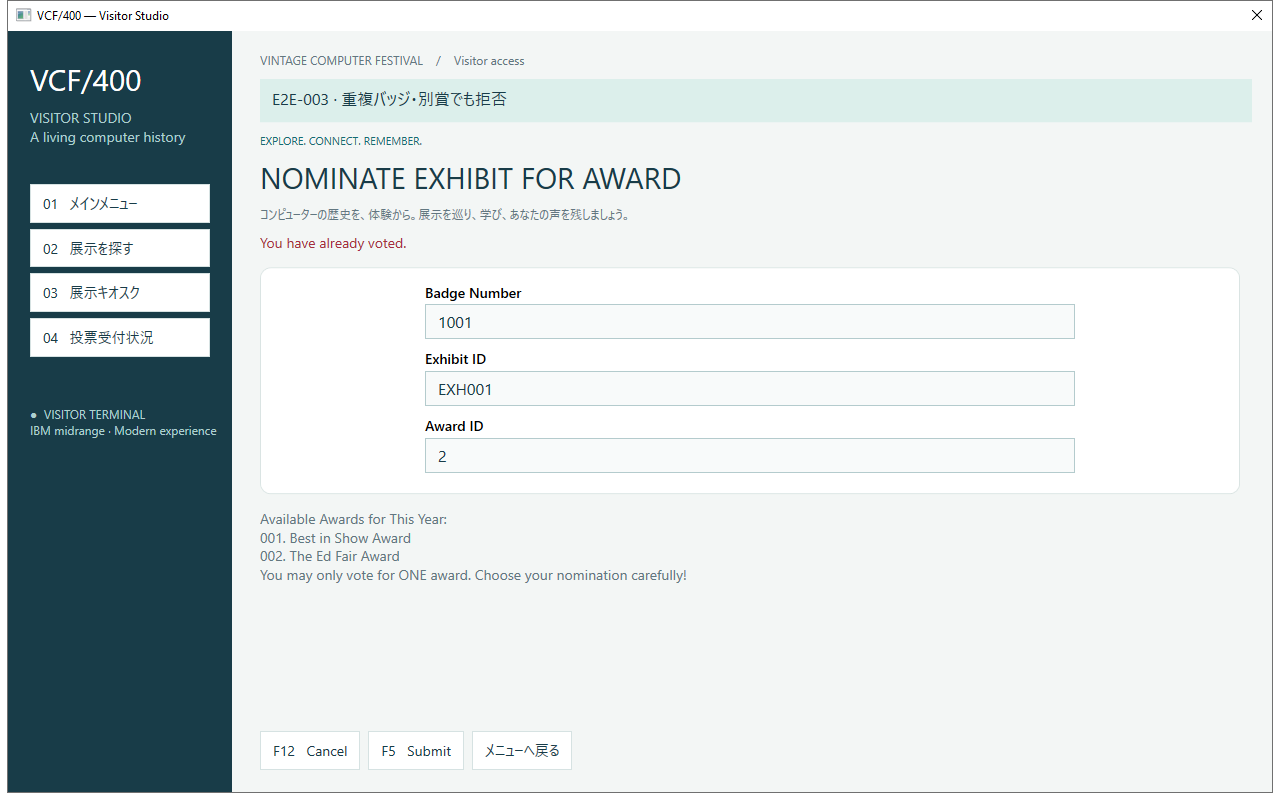 VCF/400 — Visitor Studio
VCF/400
VISITOR STUDIO
A living computer history
01 メインメニュー
02 展示を探す
03 展示キオスク
04 投票受付状況
● VISITOR TERMINAL
IBM midrange · Modern experience
VINTAGE COMPUTER FESTIVAL / Visitor access
E2E-003 · 重複バッジ・別賞でも拒否
EXPLORE. CONNECT. REMEMBER.
NOMINATE EXHIBIT FOR AWARD
コンピューターの歴史を、体験から。展示を巡り、学び、あなたの声を残しましょう。
You have already voted.
Badge Number
1001
Exhibit ID
EXH001
Award ID
2
Available Awards for This Year:
001. Best in Show Award
002. The Ed Fair Award
You may only vote for ONE award. Choose your nomination carefully!
F12 Cancel F5 Submit メニューへ戻る